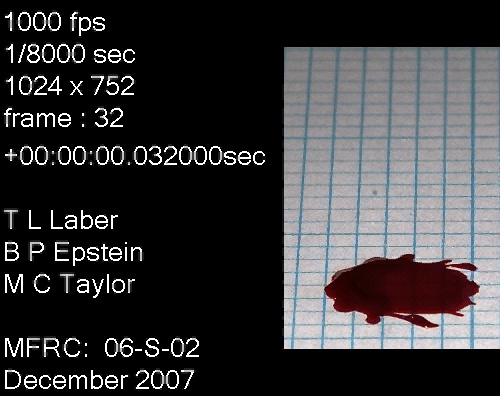 1000 fps
1/8000 sec
1024 x 752
frame : 32
+00:00:00.032000sec
T L Laber
B P Epstein
M C Taylor
MFRC: 06-S-02
December 2007